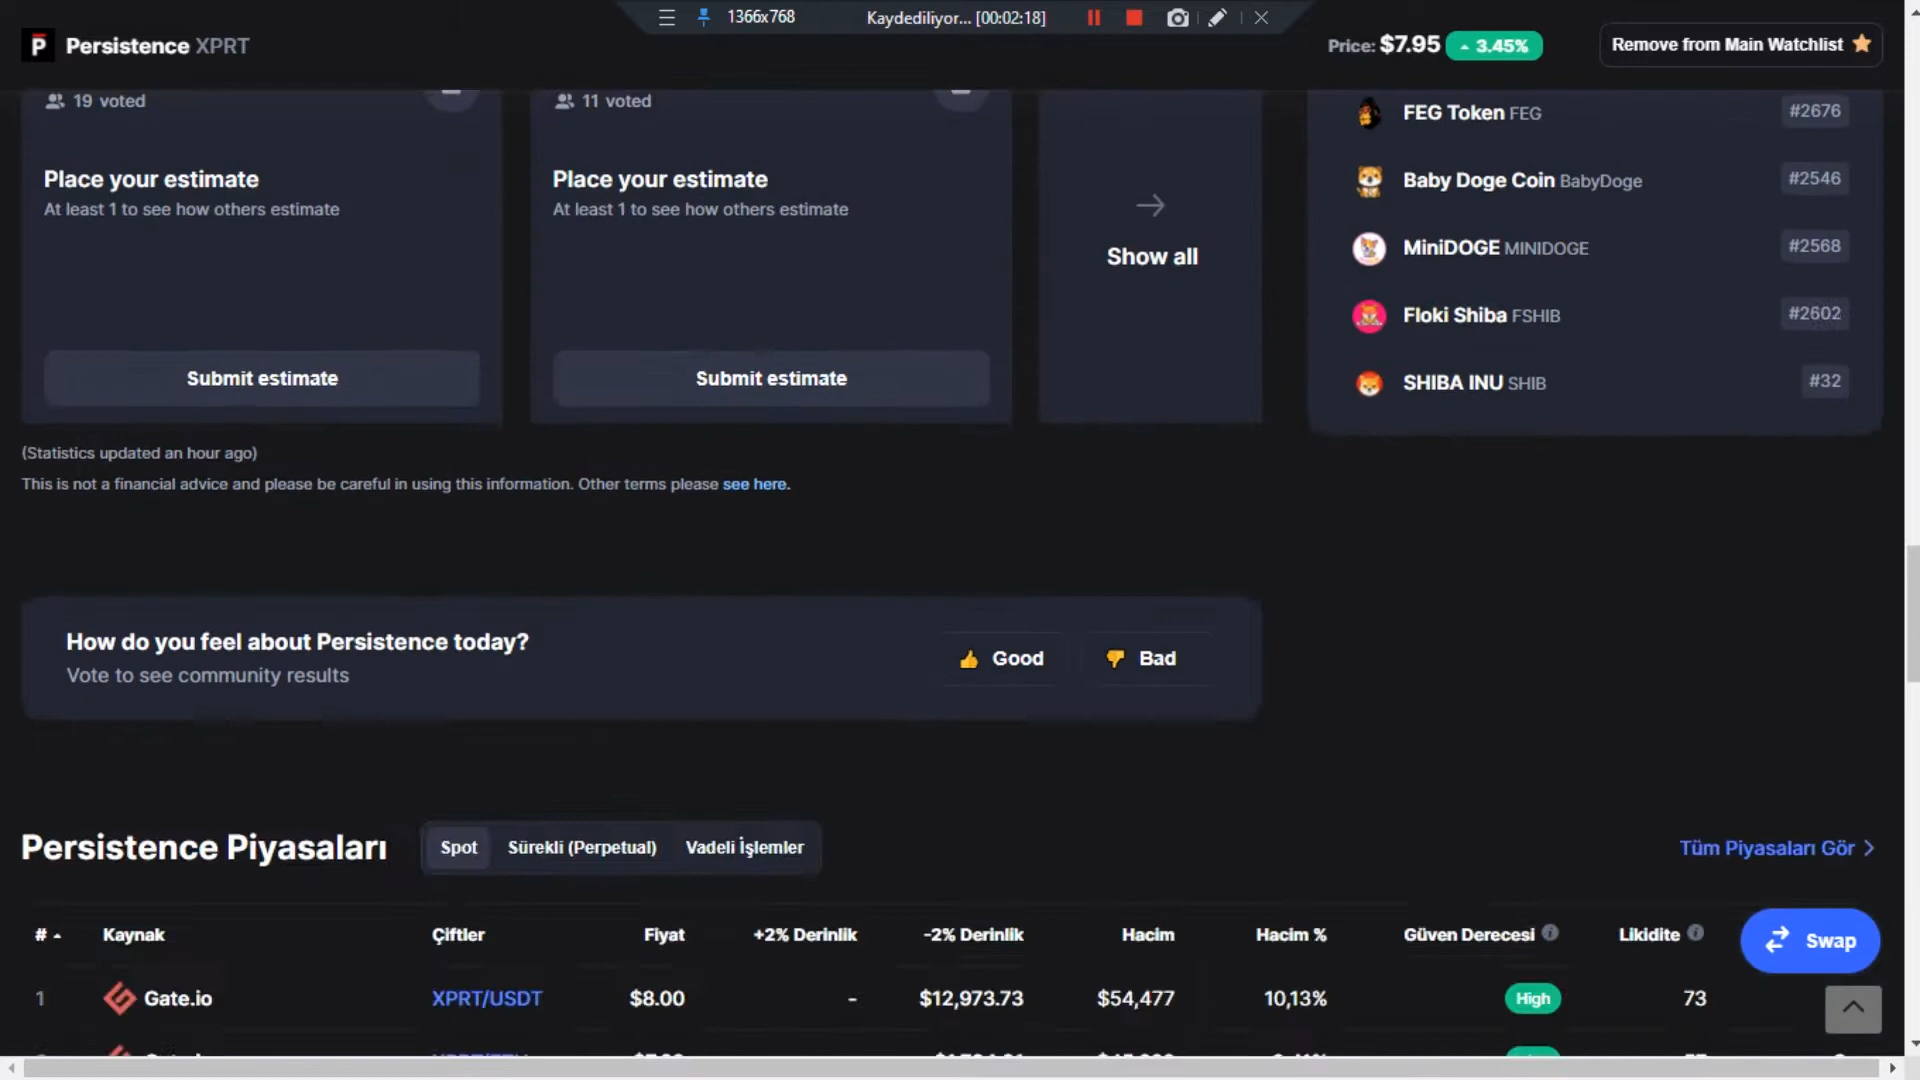 1366x768
Kaydediliyor... [00:02:18]
Persistence XPRT
Price: $7.95 3.45%
Remove from Main Watchlist
19 voted
11 voted
Place your estimate
At least 1 to see how others estimate
Submit estimate
Place your estimate
At least 1 to see how others estimate
Submit estimate
Show all
FEG Token FEG #2676
Baby Doge Coin BabyDoge #2546
MiniDOGE MINIDOGE #2568
Floki Shiba FSHIB #2602
SHIBA INU SHIB #32
(Statistics updated an hour ago)
This is not a financial advice and please be careful in using this information. Other terms please see here.
How do you feel about Persistence today?
Vote to see community results
Good
Bad
Persistence Piyasaları
Spot
Sürekli (Perpetual)
Vadeli İşlemler
Tüm Piyasaları Gör
# Kaynak Çiftler Fiyat +2% Derinlik -2% Derinlik Hacim Hacim % Güven Derecesi Likidite
Swap
1 Gate.io XPRT/USDT $8.00 - $12,973.73 $54,477 10,13% High 73